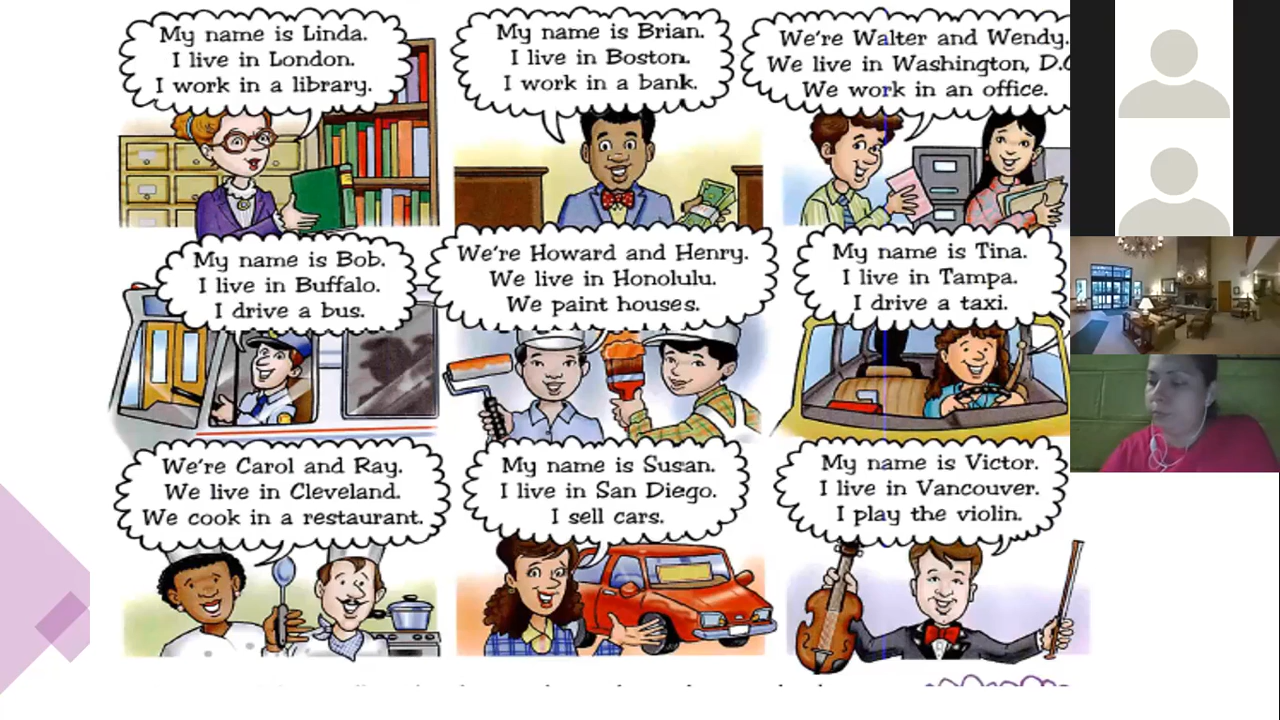 My name is Linda.
I live in London.
I work in a library.
My name is Brian.
I live in Boston.
I work in a bank.
We're Walter and Wendy.
We live in Washington,
We work in an office.
My name is Bob.
I live in Buffalo.
I drive a bus.
We're Howard and Henry.
We live in Honolulu.
We paint houses.
My name is Tina.
I live in Tampa.
I drive a taxi.
We're Carol and Ray.
We live in Cleveland.
We cook in a restaurant.
My name is Susan.
I live in San Diego.
I sell cars.
My name is Victor.
I live in Vancouver.
I play the violin.